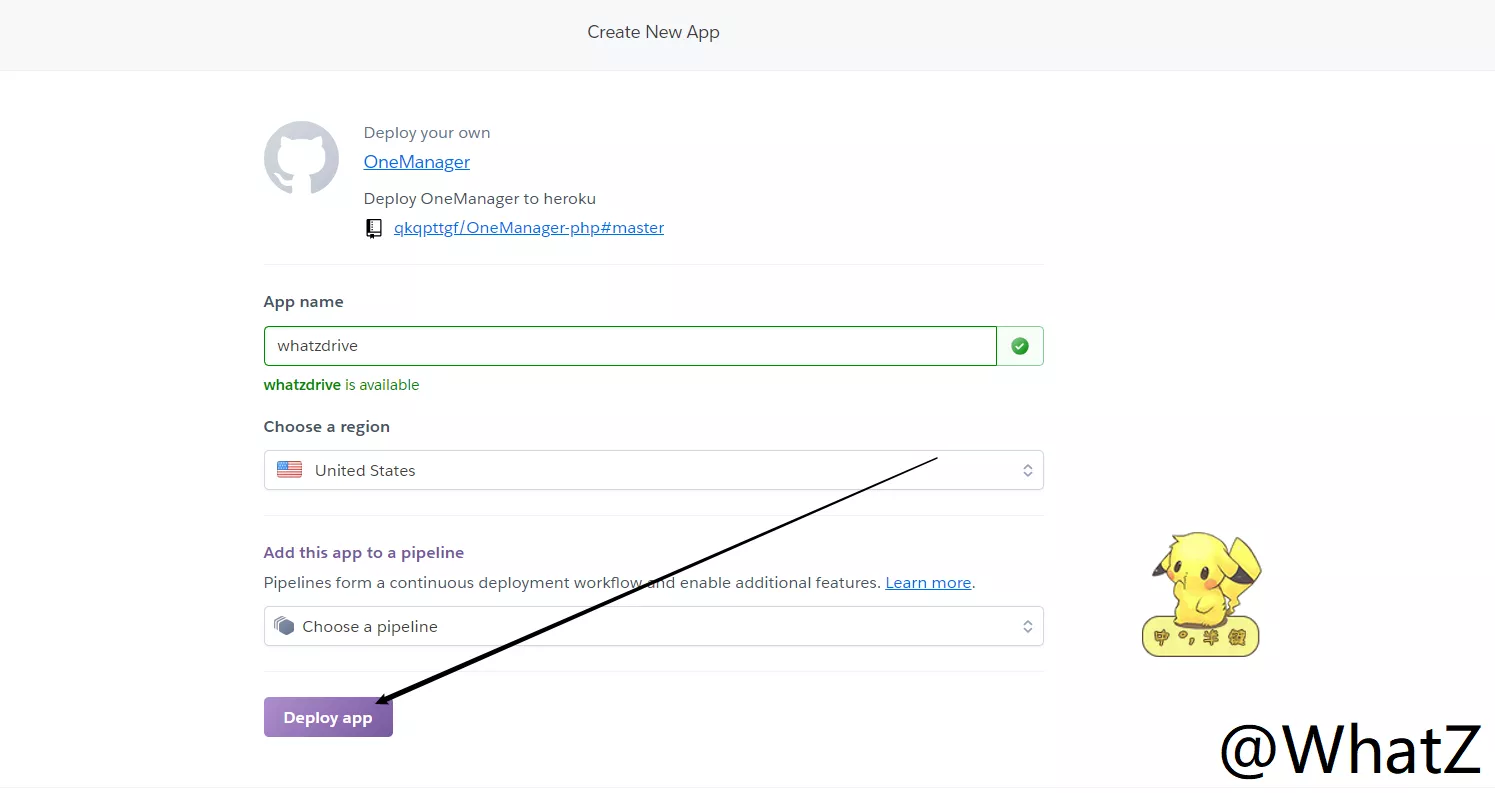 Create New App
Deploy your own
OneManager
Deploy OneManager to heroku
qkqpttgf/OneManager-php#master
App name
whatzdrive
whatzdrive is available
Choose a region
United States
Add this app to a pipeline
Pipelines form a continuous deployment workflow and enable additional features. Learn more.
Choose a pipeline
Deploy app
中 °, 半
@WhatZ